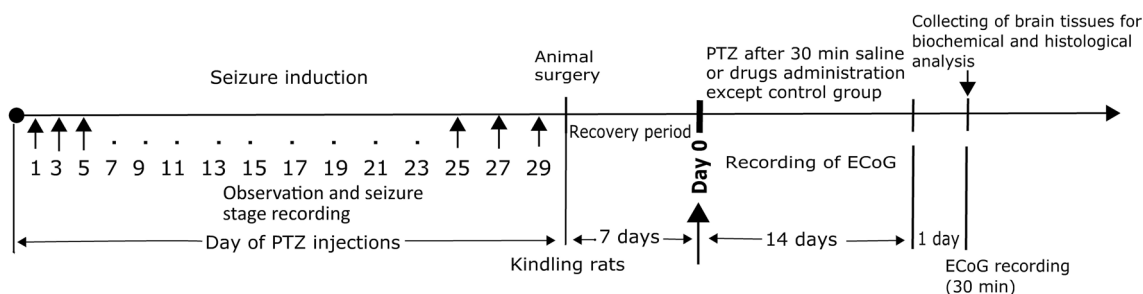 Collecting of brain tissues for
biochemical and histological
analysis
Animal
surgery
PTZ after 30 min saline
or drugs administration
except control group
Seizure induction
Recovery period
Day 0
1 3 5 7 9 11 13 15 17 19 21 23 25 27 29
Recording of ECoG
Observation and seizure
stage recording
Day of PTZ injections
7 days
14 days
1 day
Kindling rats
ECoG recording
(30 min)